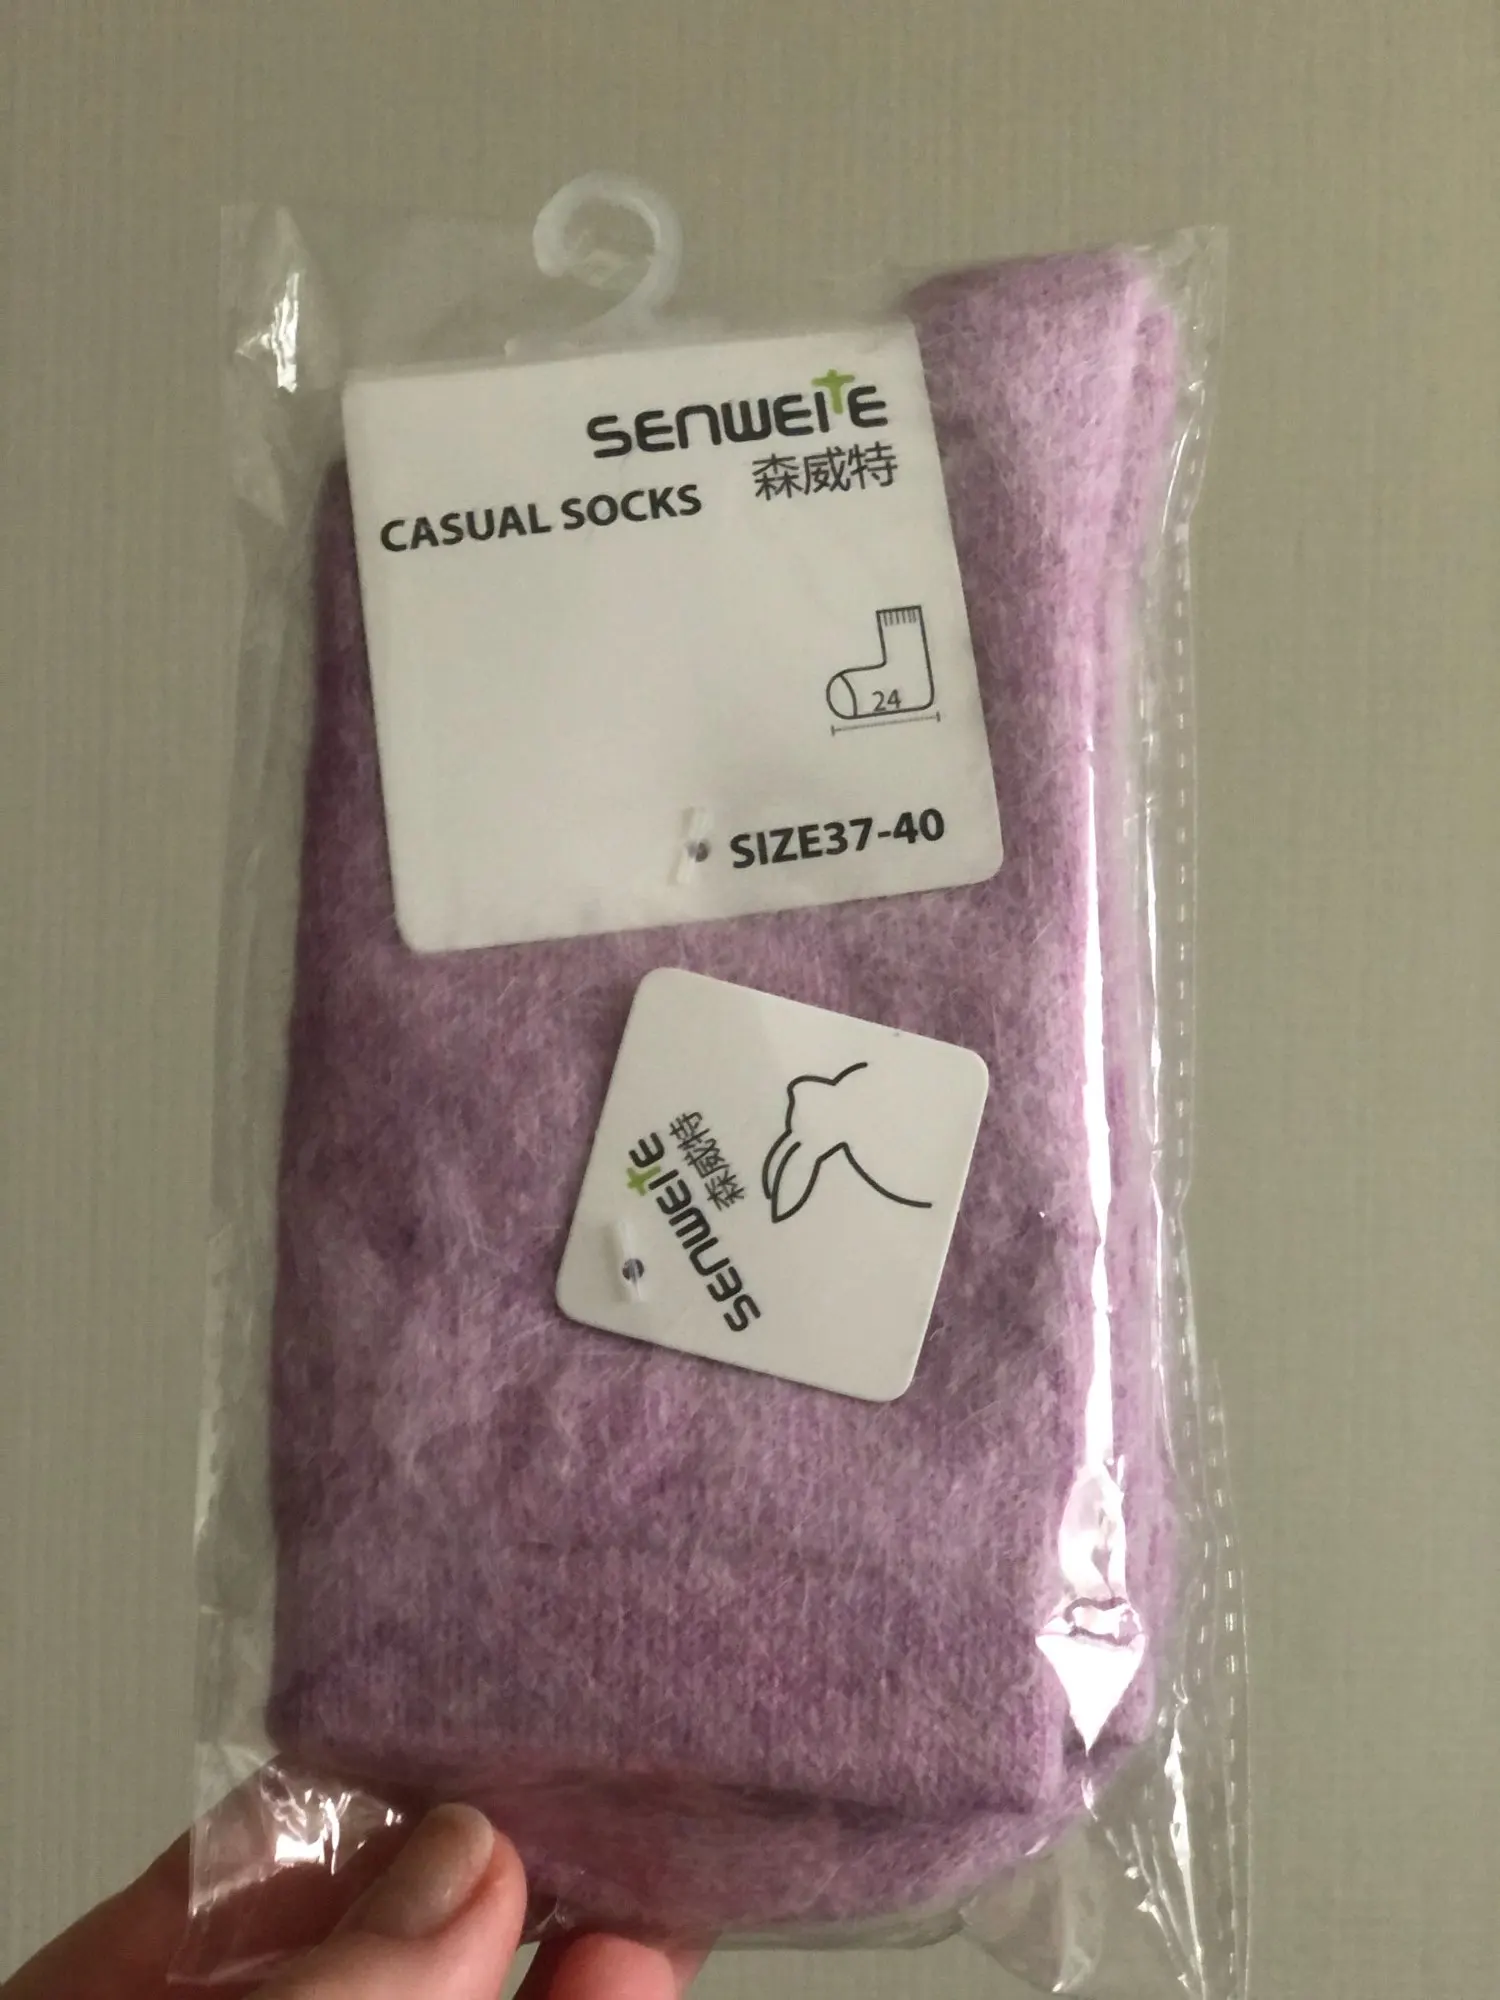 SENWEITE
森威特
CASUAL SOCKS
24
SIZE37-40
SENWEITE
森威特